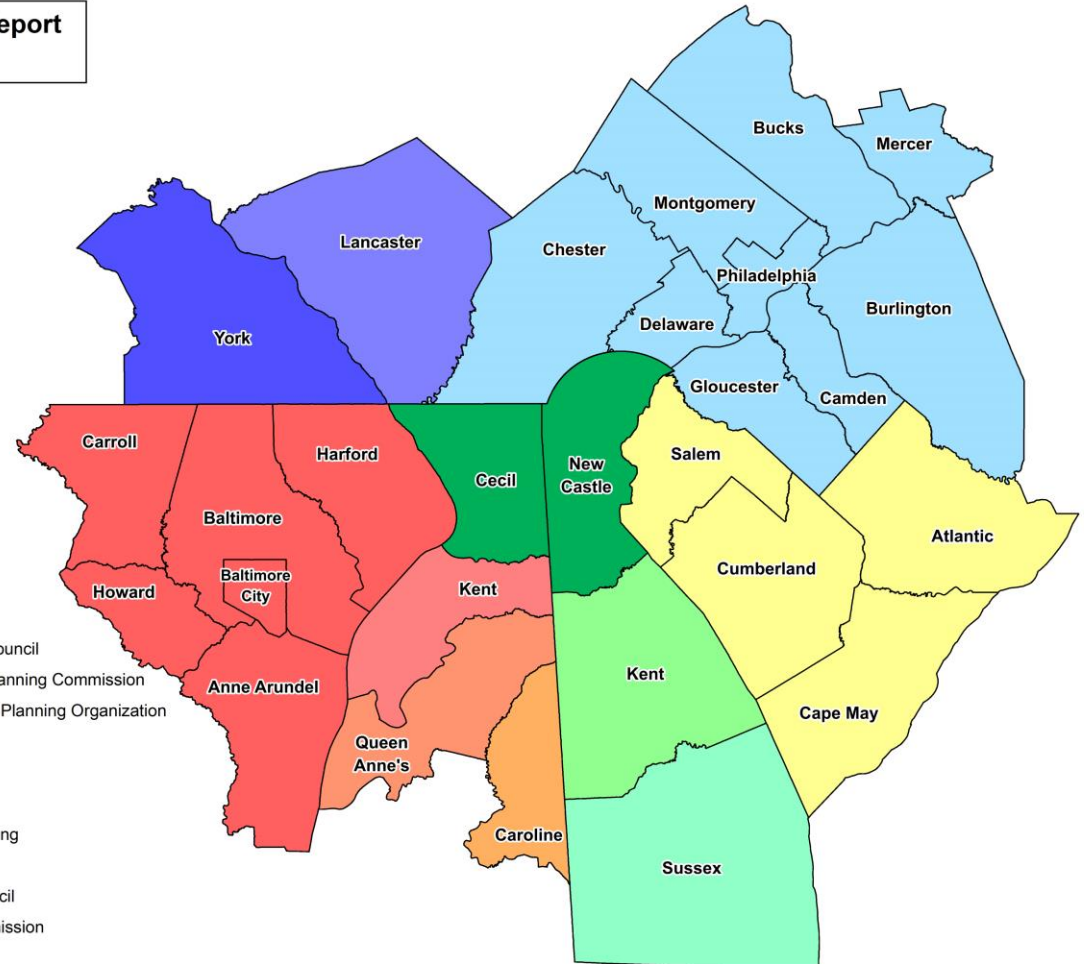 eport
Bucks
Mercer
Montgomery
Lancaster
Chester
Philadelphia
Burlington
Delaware
York
Gloucester
Camden
Carroll
Harford
Salem
New
Castle
Cecil
Baltimore
Atlantic
Cumberland
Baltimore
City
Howard
Kent
ouncil
anning Commission
Planning Organization
Anne Arundel
Kent
Cape May
Queen
Anne's
ng
Caroline
Sussex
cil
ission